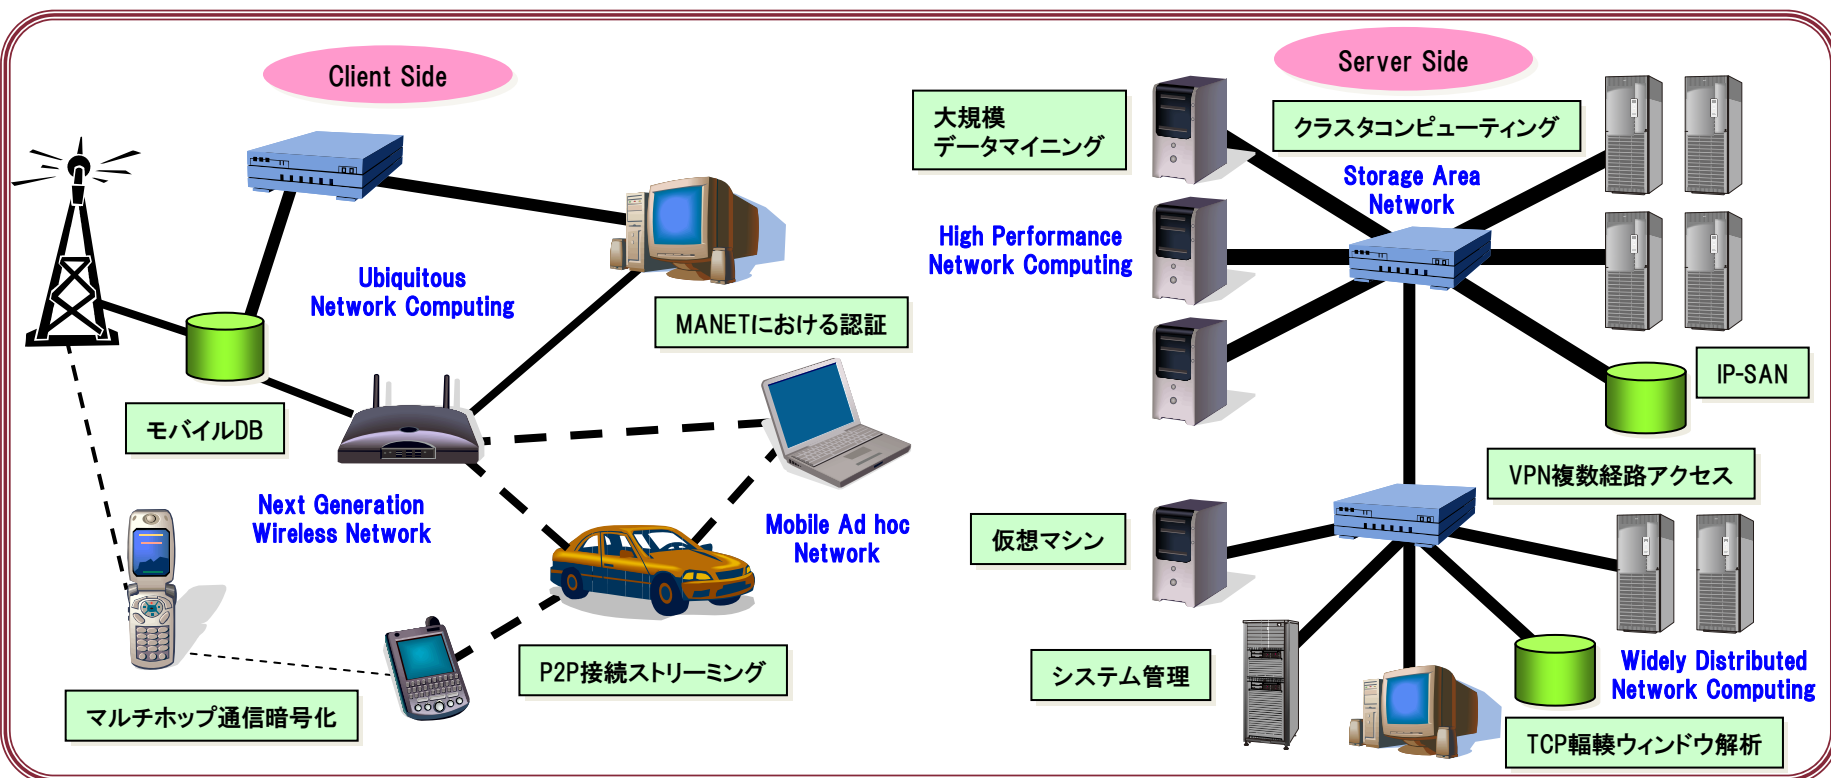 Client Side
Ubiquitous
Network Computing
MANETにおける認証
モバイルDB
Next Generation
Wireless Network
Mobile Ad hoc
Network
P2P接続ストリーミング
マルチホップ通信暗号化
Server Side
大規模
データマイニング
クラスタコンピューティング
Storage Area
Network
High Performance
Network Computing
IP-SAN
VPN複数経路アクセス
仮想マシン
システム管理
Widely Distributed
Network Computing
TCP輻輳ウィンドウ解析